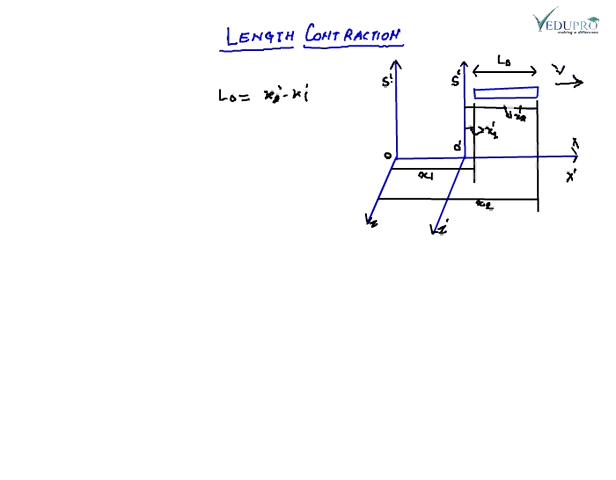 VEDUPRO
making a difference
LENGTH CONTRACTION
L₀ = x₂' - x₁'
L₀
V
S'
S'
x₂'
x₁'
O
O'
X
X'
x₁
x₂
Z
Z'